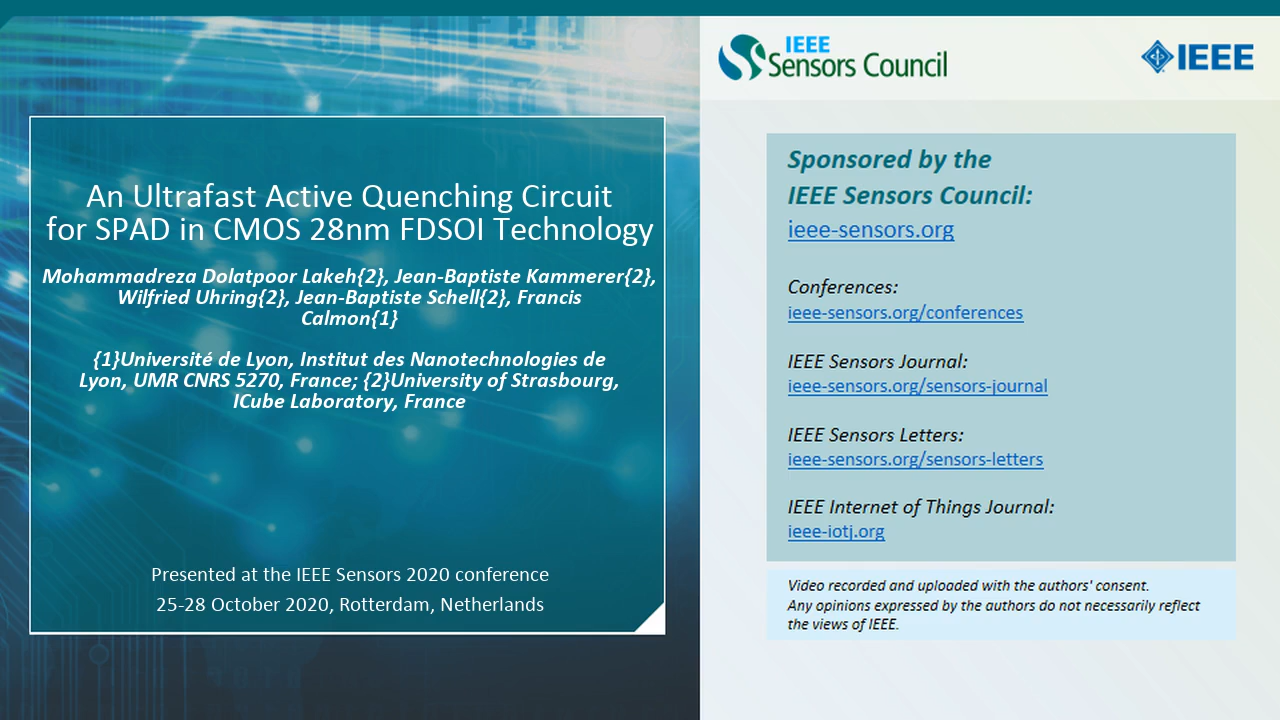 An Ultrafast Active Quenching Circuit
for SPAD in CMOS 28nm FDSOI Technology
Mohammadreza Dolatpoor Lakeh{2}, Jean-Baptiste Kammerer{2},
Wilfried Uhring{2}, Jean-Baptiste Schell{2}, Francis
Calmon{1}
{1}Université de Lyon, Institut des Nanotechnologies de
Lyon, UMR CNRS 5270, France; {2}University of Strasbourg,
ICube Laboratory, France
Presented at the IEEE Sensors 2020 conference
25-28 October 2020, Rotterdam, Netherlands
IEEE
Sensors Council
IEEE
Sponsored by the
IEEE Sensors Council:
ieee-sensors.org
Conferences:
ieee-sensors.org/conferences
IEEE Sensors Journal:
ieee-sensors.org/sensors-journal
IEEE Sensors Letters:
ieee-sensors.org/sensors-letters
IEEE Internet of Things Journal:
ieee-iotj.org
Video recorded and uploaded with the authors' consent.
Any opinions expressed by the authors do not necessarily reflect
the views of IEEE.